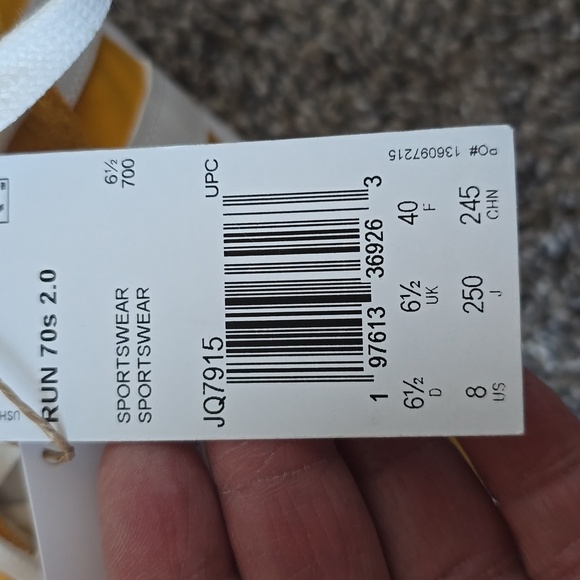 RUN 70s 2.0
SPORTSWEAR 6½
SPORTSWEAR 700
JQ7915 UPC
1 97613 36926 3
6½ 6½ 40
D UK F
8 250 245
US J CHN
PO# 136097215
HSU